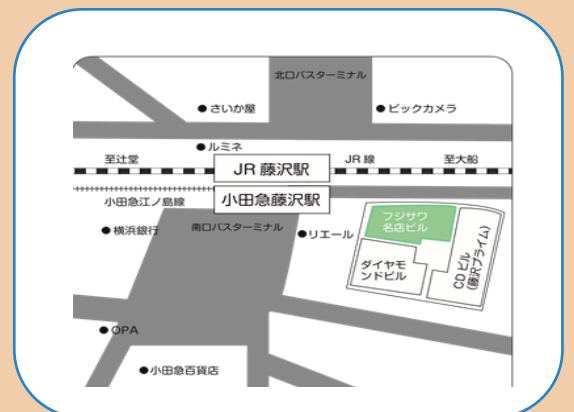 北口バスターミナル
●さいか屋
●ビックカメラ
●ルミネ
至辻堂
JR 藤沢駅
JR 線
至大船
小田急江ノ島線
小田急藤沢駅
フジサワ
名店ビル
●横浜銀行
南口バスターミナル
●リエール
ダイヤモ
ンドビル
CDビル
(藤沢プライム)
●OPA
●小田急百貨店